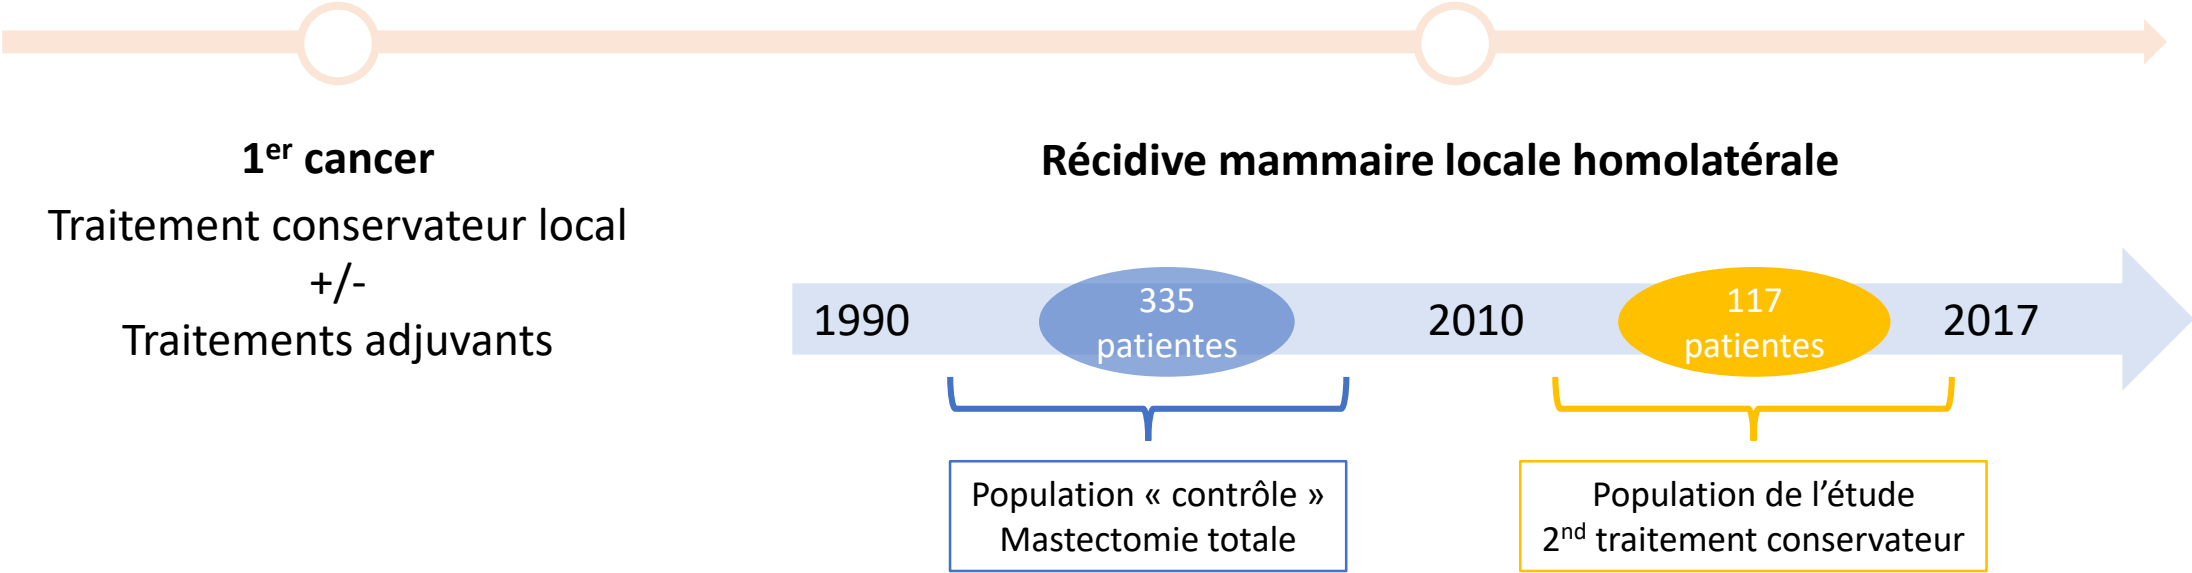 1er cancer
Traitement conservateur local
+/-
Traitements adjuvants
Récidive mammaire locale homolatérale
1990
335
patientes
2010
117
patientes
2017
Population « contrôle »
Mastectomie totale
Population de l’étude
2nd traitement conservateur